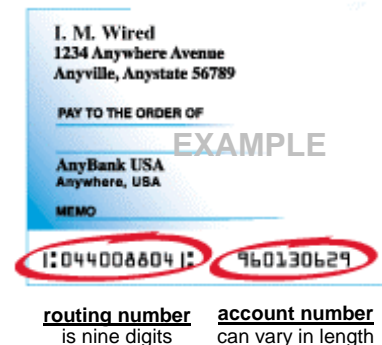 I. M. Wired
1234 Anywhere Avenue
Anyville, Anystate 56789
PAY TO THE ORDER OF
EXAMPLE
AnyBank USA
Anywhere, USA
MEMO
⑆044008804⑆ 960130629
routing number account number
is nine digits can vary in length